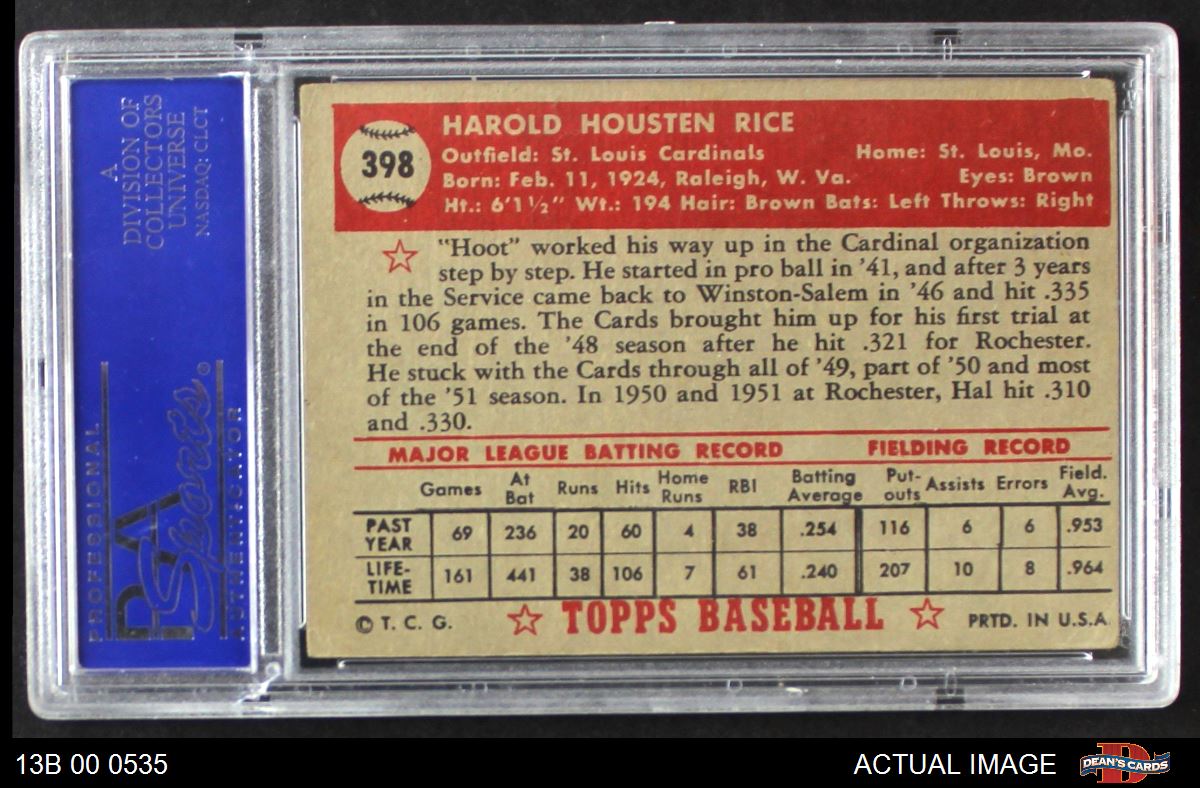 A
DIVISION OF
COLLECTORS
UNIVERSE
NASDAQ: CLCT
PROFESSIONAL
PSA
Sports®
AUTHENTICATOR
398
HAROLD HOUSTEN RICE
Outfield: St. Louis Cardinals Home: St. Louis, Mo.
Born: Feb. 11, 1924, Raleigh, W. Va. Eyes: Brown
Ht.: 6'1½" Wt.: 194 Hair: Brown Bats: Left Throws: Right
"Hoot" worked his way up in the Cardinal organization
step by step. He started in pro ball in '41, and after 3 years
in the Service came back to Winston-Salem in '46 and hit .335
in 106 games. The Cards brought him up for his first trial at
the end of the '48 season after he hit .321 for Rochester.
He stuck with the Cards through all of '49, part of '50 and most
of the '51 season. In 1950 and 1951 at Rochester, Hal hit .310
and .330.
MAJOR LEAGUE BATTING RECORD FIELDING RECORD
Games At Bat Runs Hits Home Runs RBI Batting Average Put-outs Assists Errors Field. Avg.
PAST YEAR 69 236 20 60 4 38 .254 116 6 6 .953
LIFE-TIME 161 441 38 106 7 61 .240 207 10 8 .964
© T. C. G. TOPPS BASEBALL PRTD. IN U.S.A.
13B 00 0535 ACTUAL IMAGE DEAN'S CARDS